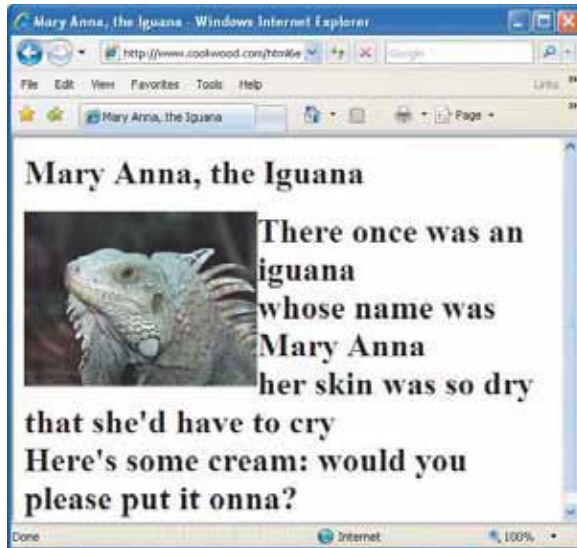 Mary Anna, the Iguana - Windows Internet Explorer
http://www.cookwood.com/html6e
Google
File Edit View Favorites Tools Help
Links
Mary Anna, the Iguana
Page
Mary Anna, the Iguana
There once was an
iguana
whose name was
Mary Anna
her skin was so dry
that she'd have to cry
Here's some cream: would you
please put it onna?
Done
Internet
100%